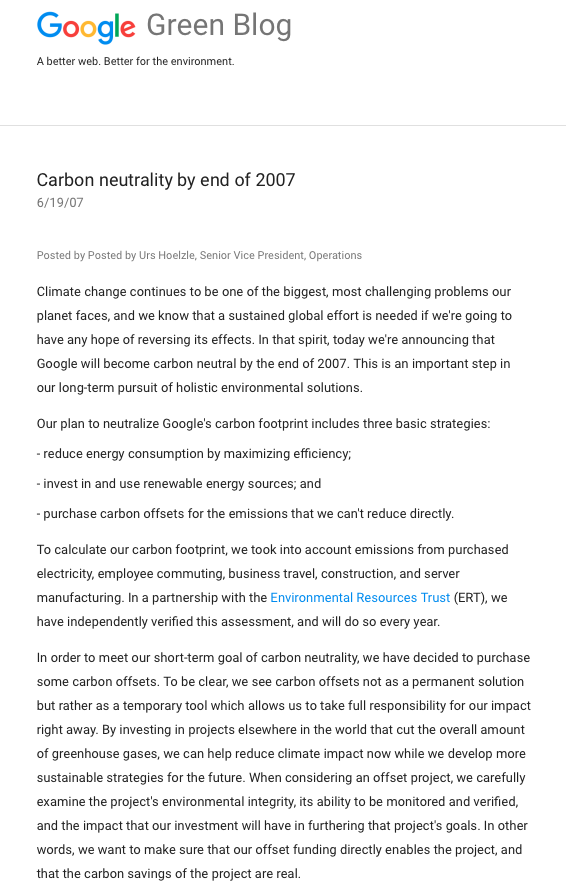 Google Green Blog
A better web. Better for the environment.
Carbon neutrality by end of 2007
6/19/07
Posted by Posted by Urs Hoelzle, Senior Vice President, Operations
Climate change continues to be one of the biggest, most challenging problems our
planet faces, and we know that a sustained global effort is needed if we're going to
have any hope of reversing its effects. In that spirit, today we're announcing that
Google will become carbon neutral by the end of 2007. This is an important step in
our long-term pursuit of holistic environmental solutions.
Our plan to neutralize Google's carbon footprint includes three basic strategies:
- reduce energy consumption by maximizing efficiency;
- invest in and use renewable energy sources; and
- purchase carbon offsets for the emissions that we can't reduce directly.
To calculate our carbon footprint, we took into account emissions from purchased
electricity, employee commuting, business travel, construction, and server
manufacturing. In a partnership with the Environmental Resources Trust (ERT), we
have independently verified this assessment, and will do so every year.
In order to meet our short-term goal of carbon neutrality, we have decided to purchase
some carbon offsets. To be clear, we see carbon offsets not as a permanent solution
but rather as a temporary tool which allows us to take full responsibility for our impact
right away. By investing in projects elsewhere in the world that cut the overall amount
of greenhouse gases, we can help reduce climate impact now while we develop more
sustainable strategies for the future. When considering an offset project, we carefully
examine the project's environmental integrity, its ability to be monitored and verified,
and the impact that our investment will have in furthering that project's goals. In other
words, we want to make sure that our offset funding directly enables the project, and
that the carbon savings of the project are real.